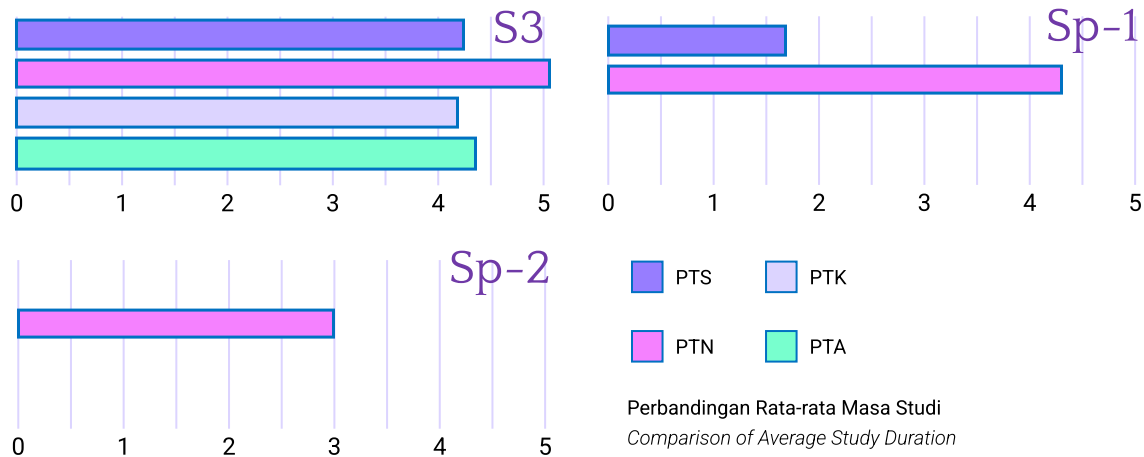 S3
0 1 2 3 4 5
Sp-1
0 1 2 3 4 5
Sp-2
0 1 2 3 4 5
PTS
PTK
PTN
PTA
Perbandingan Rata-rata Masa Studi
Comparison of Average Study Duration